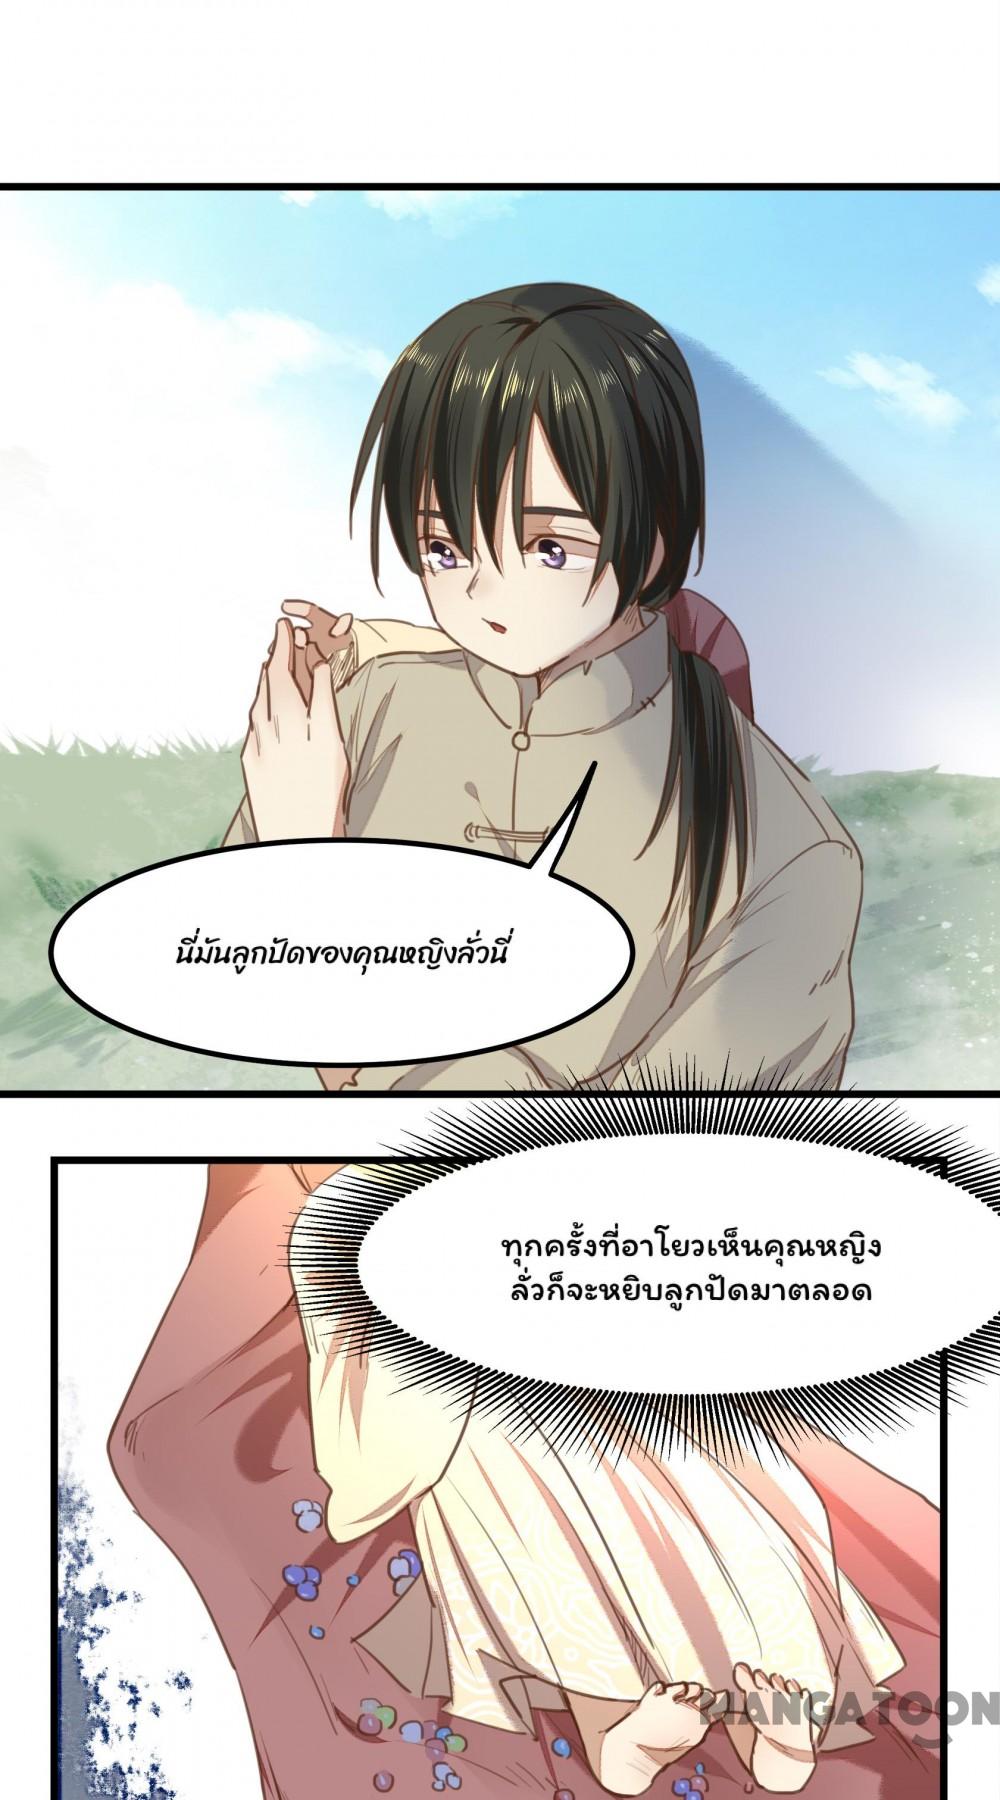 นี่มันลูกปัดของคุณหญิงลั่วนี่
ทุกครั้งที่อาโยวเห็นคุณหญิง
ลั่วก็จะหยิบลูกปัดมาตลอด
MANGATOON